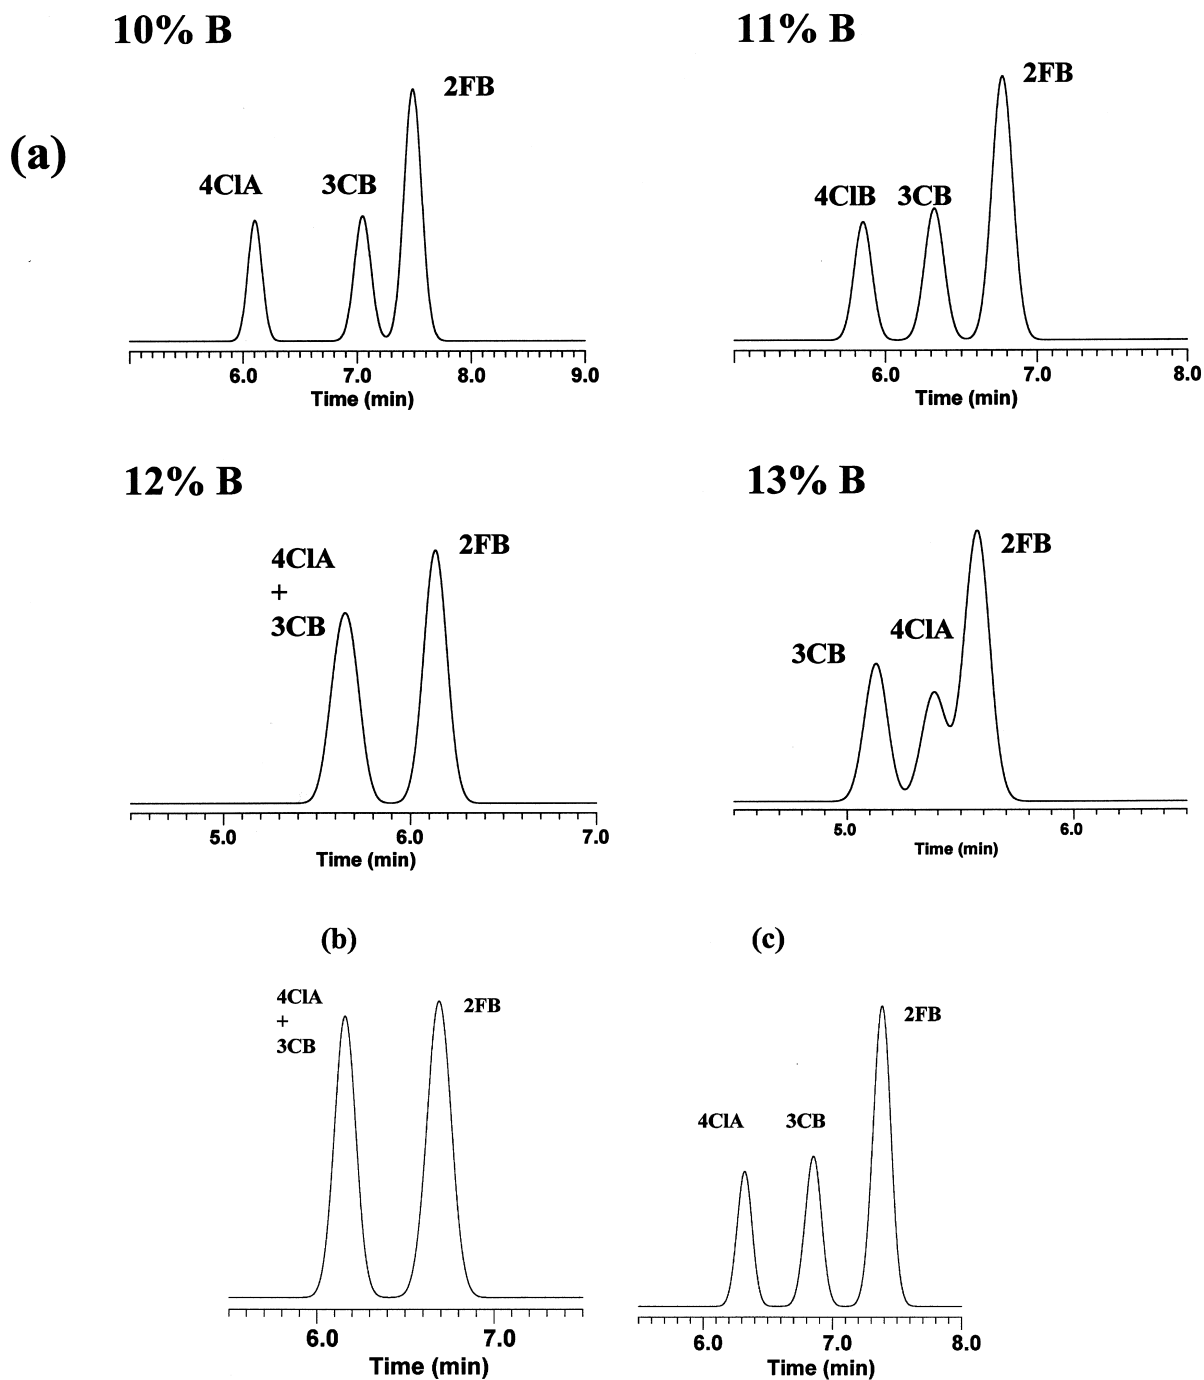 10% B
11% B
(a)
4ClA
3CB
2FB
4ClB
3CB
2FB
6.0
7.0
8.0
9.0
Time (min)
6.0
7.0
8.0
Time (min)
12% B
13% B
4ClA
+
3CB
2FB
3CB
4ClA
2FB
5.0
6.0
7.0
Time (min)
5.0
6.0
Time (min)
(b)
(c)
4ClA
+
3CB
2FB
4ClA
3CB
2FB
6.0
7.0
Time (min)
6.0
7.0
8.0
Time (min)